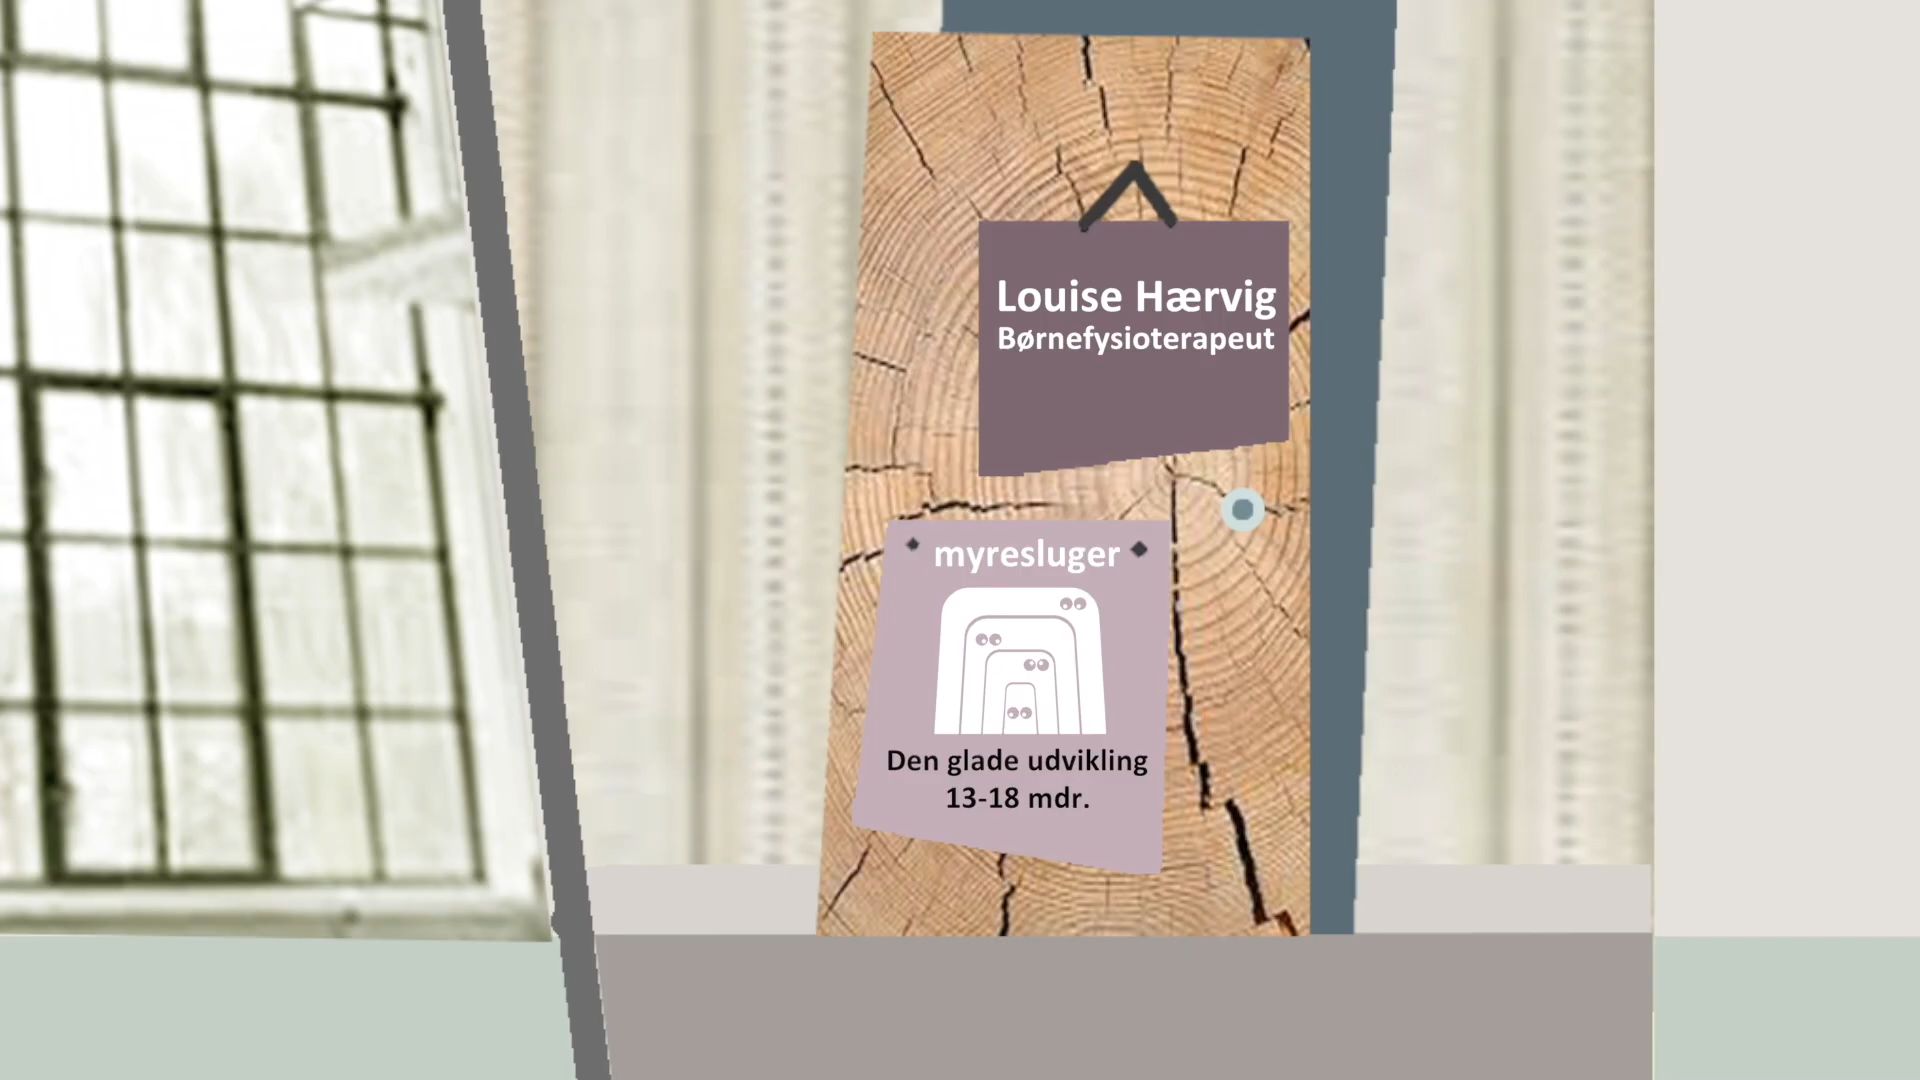 Louise Hærvig
Børnefysioterapeut
myresluger
Den glade udvikling
13-18 mdr.